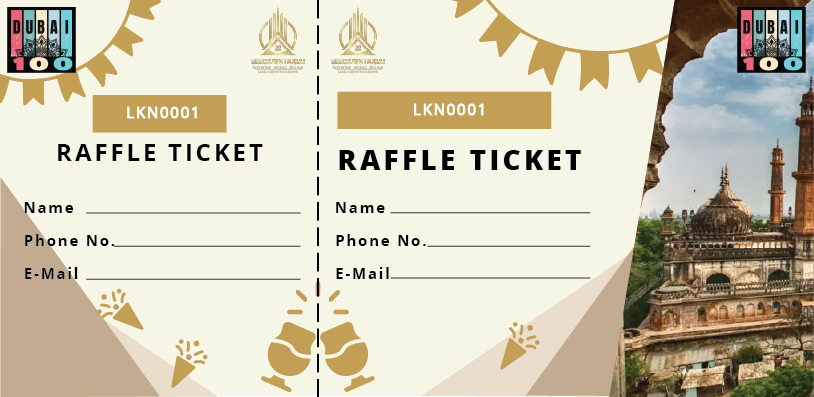 DUBAI
100
LKN0001
RAFFLE TICKET
Name
Phone No.
E-Mail
LKN0001
RAFFLE TICKET
Name
Phone No.
E-Mail
DUBAI
100